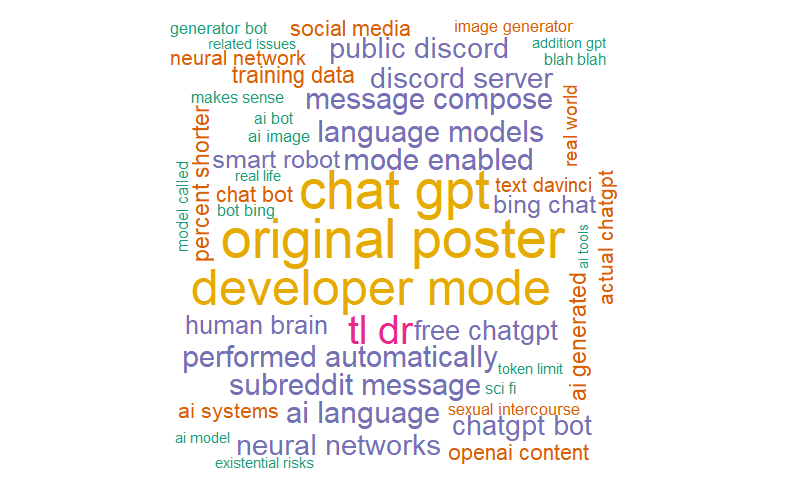 generator bot
social media
image generator
related issues
public discord
addition gpt
neural network
blah blah
training data
discord server
makes sense
message compose
real world
ai bot
percent shorter
language models
ai image
smart robot
mode enabled
model called
real life
chat gpt
text davinci
chat bot
bing chat
actual chatgpt
bot bing
original poster
ai tools
developer mode
ai generated
human brain
tl dr
free chatgpt
performed automatically
token limit
subreddit message
sci fi
ai systems
ai language
sexual intercourse
chatgpt bot
ai model
neural networks
openai content
existential risks